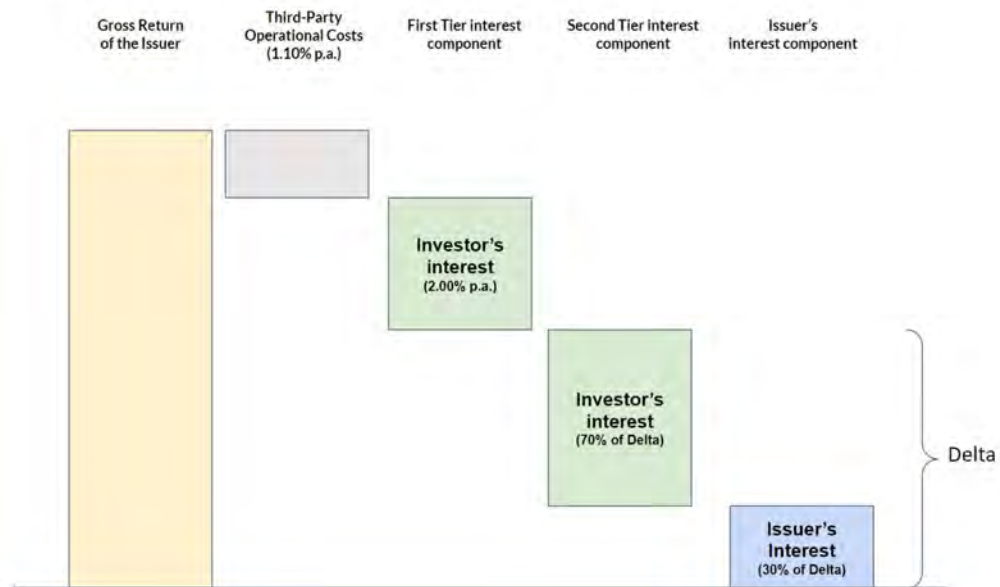 Gross Return
of the Issuer
Third-Party
Operational Costs
(1.10% p.a.)
First Tier interest
component
Second Tier interest
component
Issuer's
interest component
Investor's
interest
(2.00% p.a.)
Investor's
interest
(70% of Delta)
Delta
Issuer's
Interest
(30% of Delta)